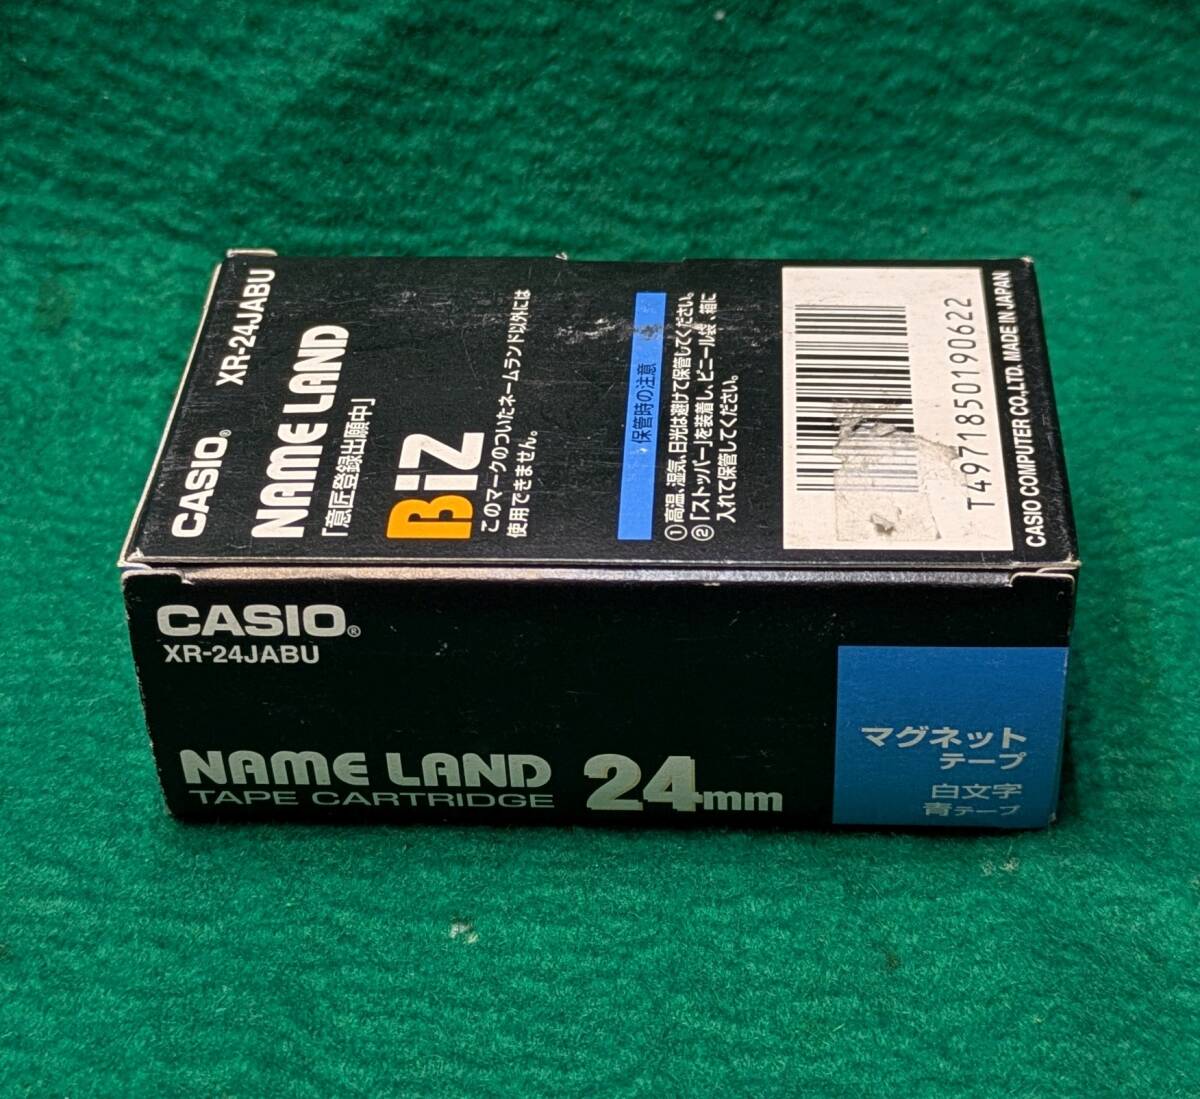 CASIO®
XR-24JABU
NAME LAND
「意匠登録出願中」
BiZ
このマークのついたネームランド以外には
使用できません。
保管時の注意
①高温、湿気、日光は避けて保管してください。
②「ストッパー」を装着し、ビニール袋、箱に
入れて保管してください。
T4971850190622
CASIO COMPUTER CO.,LTD. MADE IN JAPAN
CASIO®
XR-24JABU
NAME LAND
TAPE CARTRIDGE
24mm
マグネット
テープ
白文字
青テープ